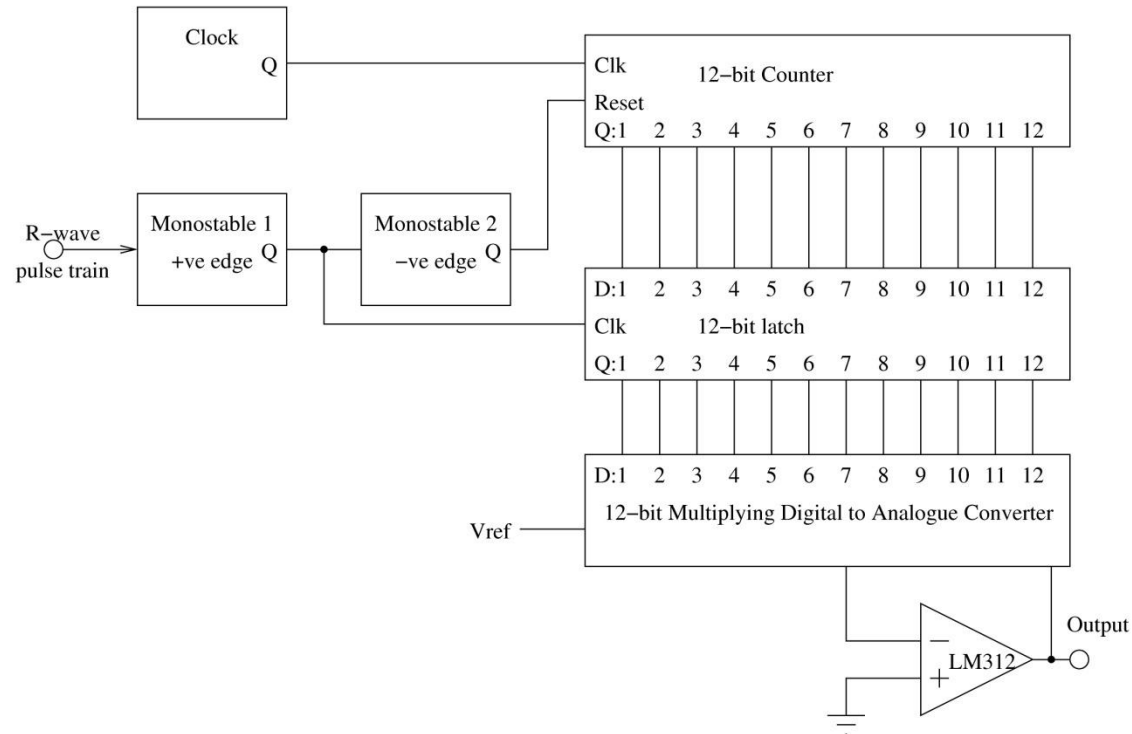 Clock
Q
Clk
12−bit Counter
Reset
Q:1 2 3 4 5 6 7 8 9 10 11 12
R−wave
pulse train
Monostable 1
+ve edge
Q
Monostable 2
−ve edge
Q
D:1 2 3 4 5 6 7 8 9 10 11 12
Clk
12−bit latch
Q:1 2 3 4 5 6 7 8 9 10 11 12
D:1 2 3 4 5 6 7 8 9 10 11 12
12−bit Multiplying Digital to Analogue Converter
Vref
−
LM312
+
Output